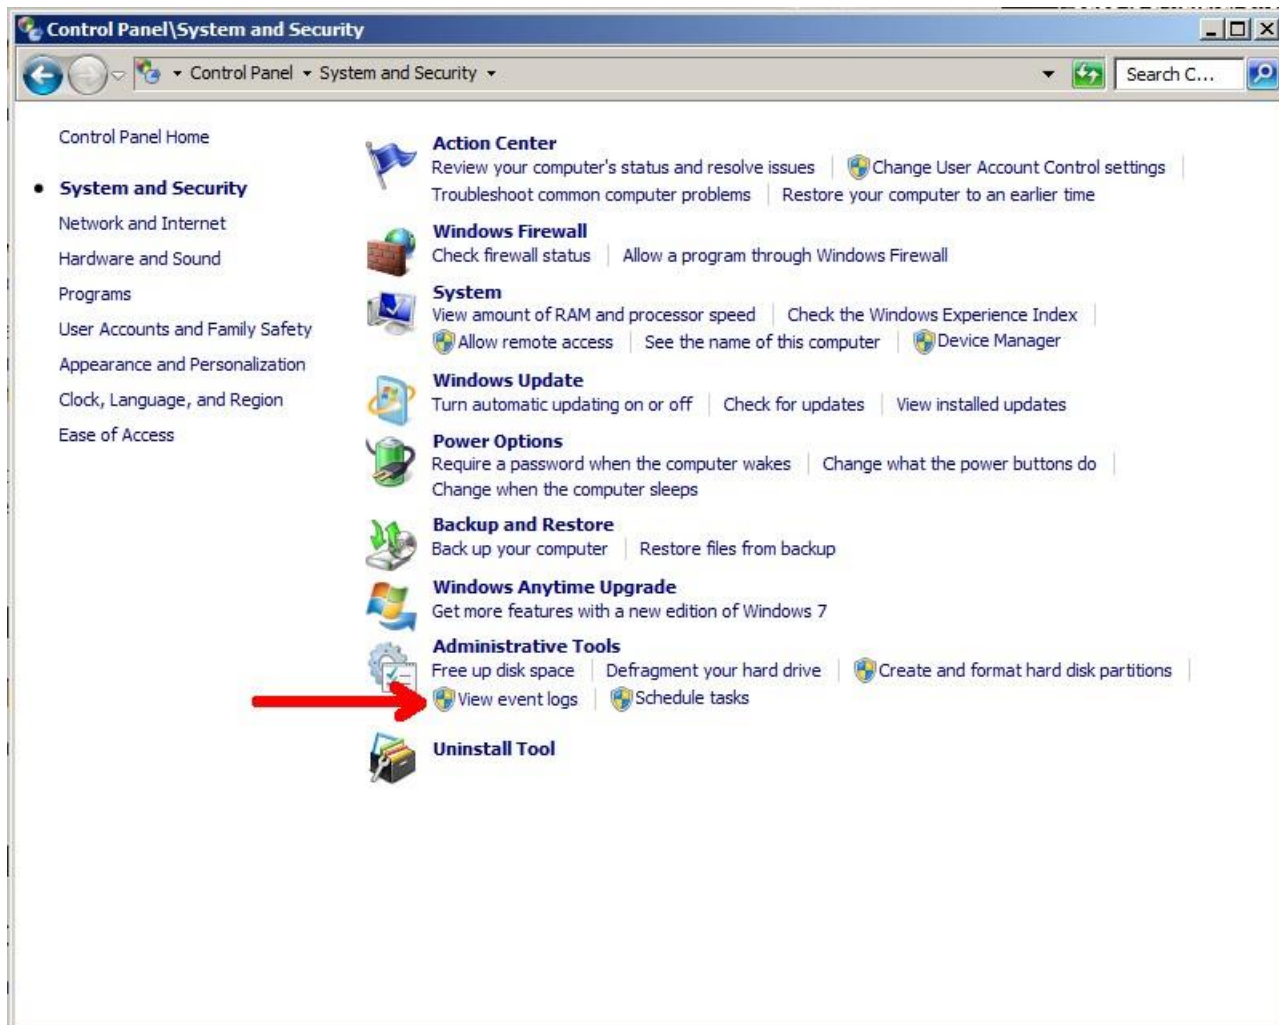 Control Panel\System and Security
Control Panel System and Security
Search C...
Control Panel Home
System and Security
Network and Internet
Hardware and Sound
Programs
User Accounts and Family Safety
Appearance and Personalization
Clock, Language, and Region
Ease of Access
Action Center
Review your computer's status and resolve issues Change User Account Control settings
Troubleshoot common computer problems Restore your computer to an earlier time
Windows Firewall
Check firewall status Allow a program through Windows Firewall
System
View amount of RAM and processor speed Check the Windows Experience Index
Allow remote access See the name of this computer Device Manager
Windows Update
Turn automatic updating on or off Check for updates View installed updates
Power Options
Require a password when the computer wakes Change what the power buttons do
Change when the computer sleeps
Backup and Restore
Back up your computer Restore files from backup
Windows Anytime Upgrade
Get more features with a new edition of Windows 7
Administrative Tools
Free up disk space Defragment your hard drive Create and format hard disk partitions
View event logs Schedule tasks
Uninstall Tool